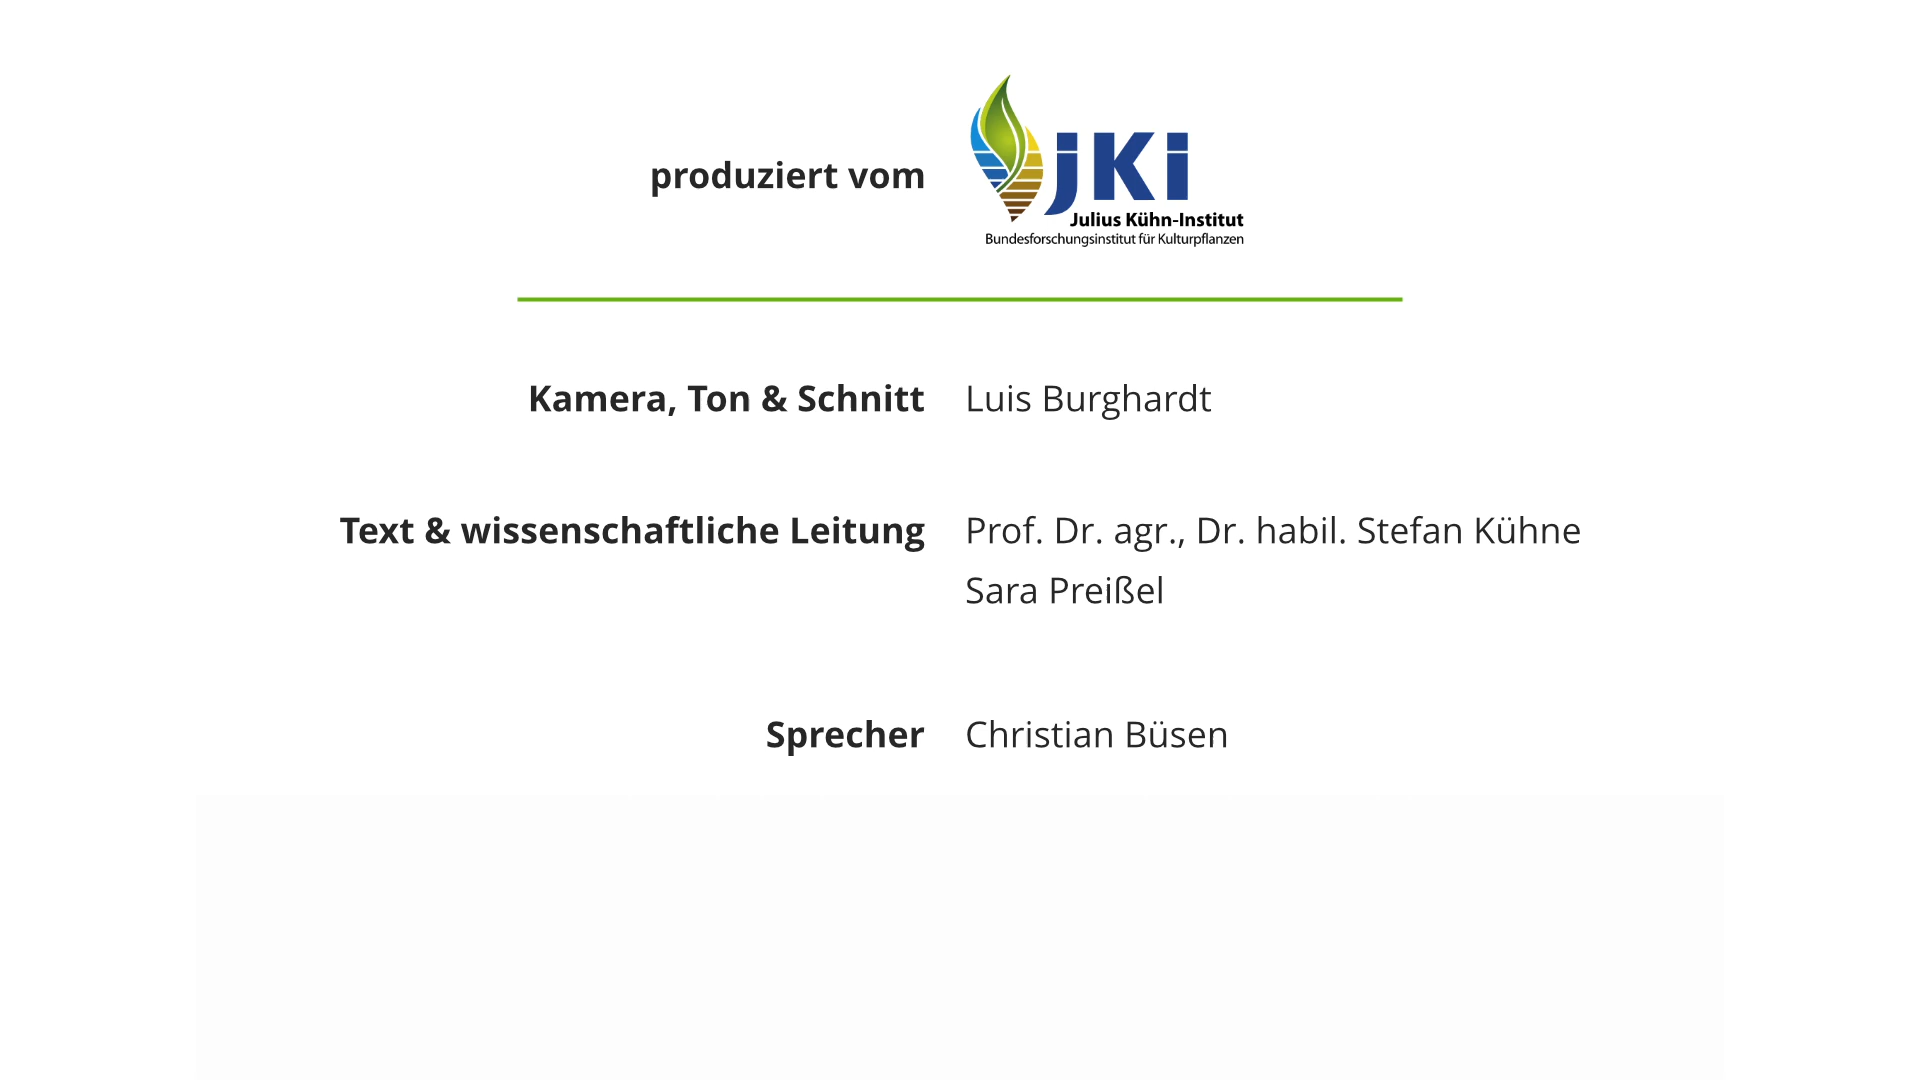 produziert vom
JKI
Julius Kühn-Institut
Bundesforschungsinstitut für Kulturpflanzen
Kamera, Ton & Schnitt Luis Burghardt
Text & wissenschaftliche Leitung Prof. Dr. agr., Dr. habil. Stefan Kühne
Sara Preißel
Sprecher Christian Büsen